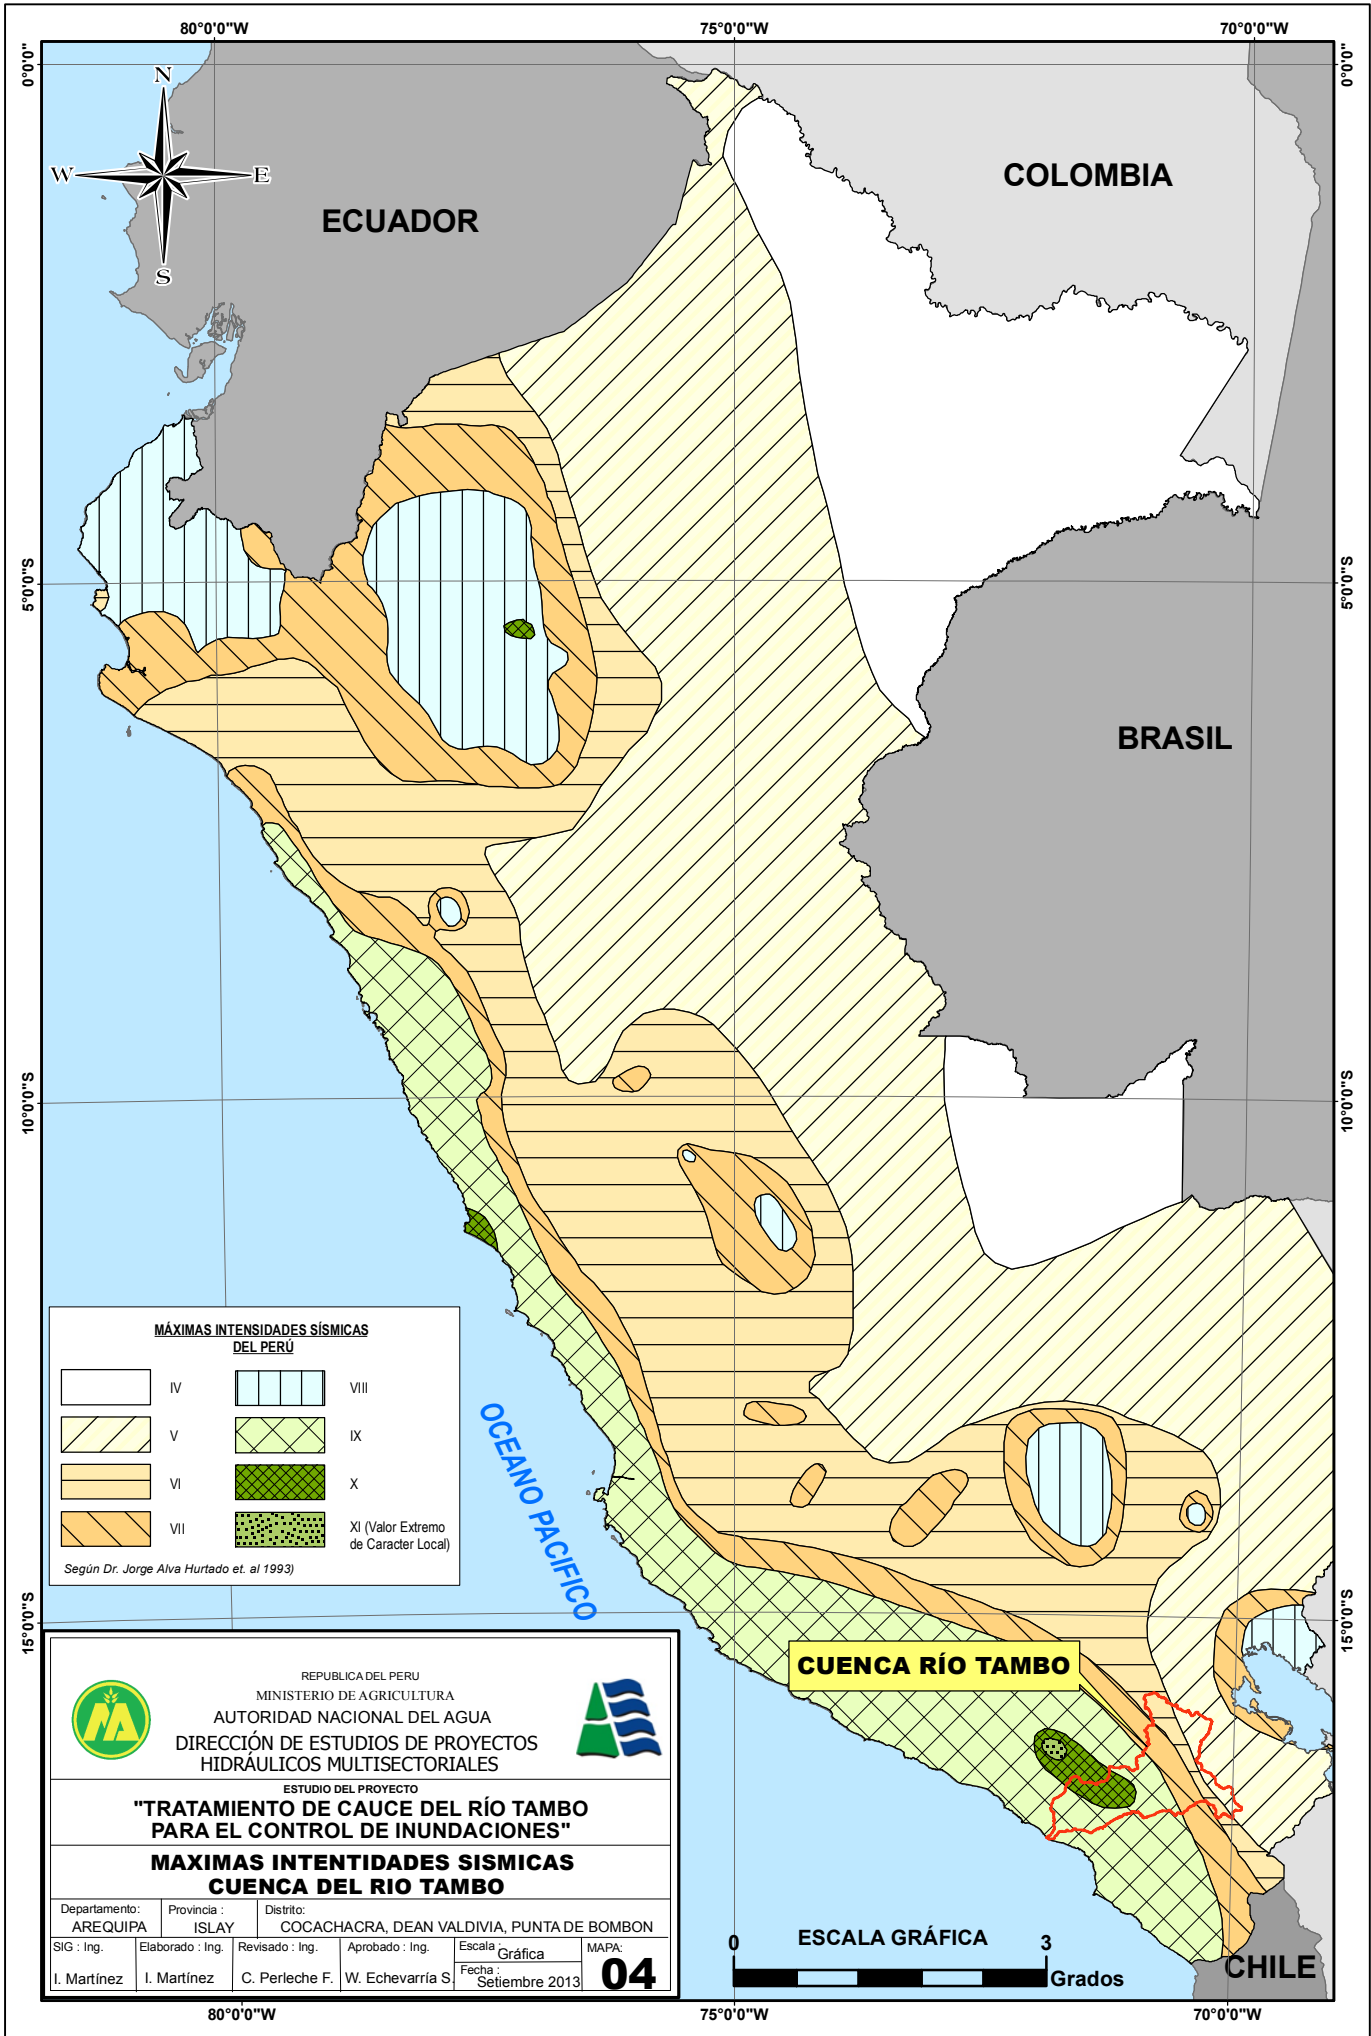 80°0'0"W
75°0'0"W
70°0'0"W
0°0'0"
0°0'0"
N
W
E
S
COLOMBIA
ECUADOR
5°0'0"S
5°0'0"S
BRASIL
10°0'0"S
10°0'0"S
MÁXIMAS INTENSIDADES SÍSMICAS
DEL PERÚ
IV
VIII
V
IX
VI
X
VII
XI (Valor Extremo
de Caracter Local)
Según Dr. Jorge Alva Hurtado et. al 1993)
OCEANO PACIFICO
15°0'0"S
15°0'0"S
CUENCA RÍO TAMBO
REPUBLICA DEL PERU
MINISTERIO DE AGRICULTURA
AUTORIDAD NACIONAL DEL AGUA
DIRECCIÓN DE ESTUDIOS DE PROYECTOS
HIDRÁULICOS MULTISECTORIALES
ESTUDIO DEL PROYECTO
"TRATAMIENTO DE CAUCE DEL RÍO TAMBO
PARA EL CONTROL DE INUNDACIONES"
MAXIMAS INTENTIDADES SISMICAS
CUENCA DEL RIO TAMBO
Departamento:
AREQUIPA
Provincia :
ISLAY
Distrito:
COCACHACRA, DEAN VALDIVIA, PUNTA DE BOMBON
SIG : Ing.
I. Martínez
Elaborado : Ing.
I. Martínez
Revisado : Ing.
C. Perleche F.
Aprobado : Ing.
W. Echevarría S.
Escala :
Gráfica
Fecha :
Setiembre 2013
MAPA:
04
0
ESCALA GRÁFICA
3
Grados
CHILE
80°0'0"W
75°0'0"W
70°0'0"W